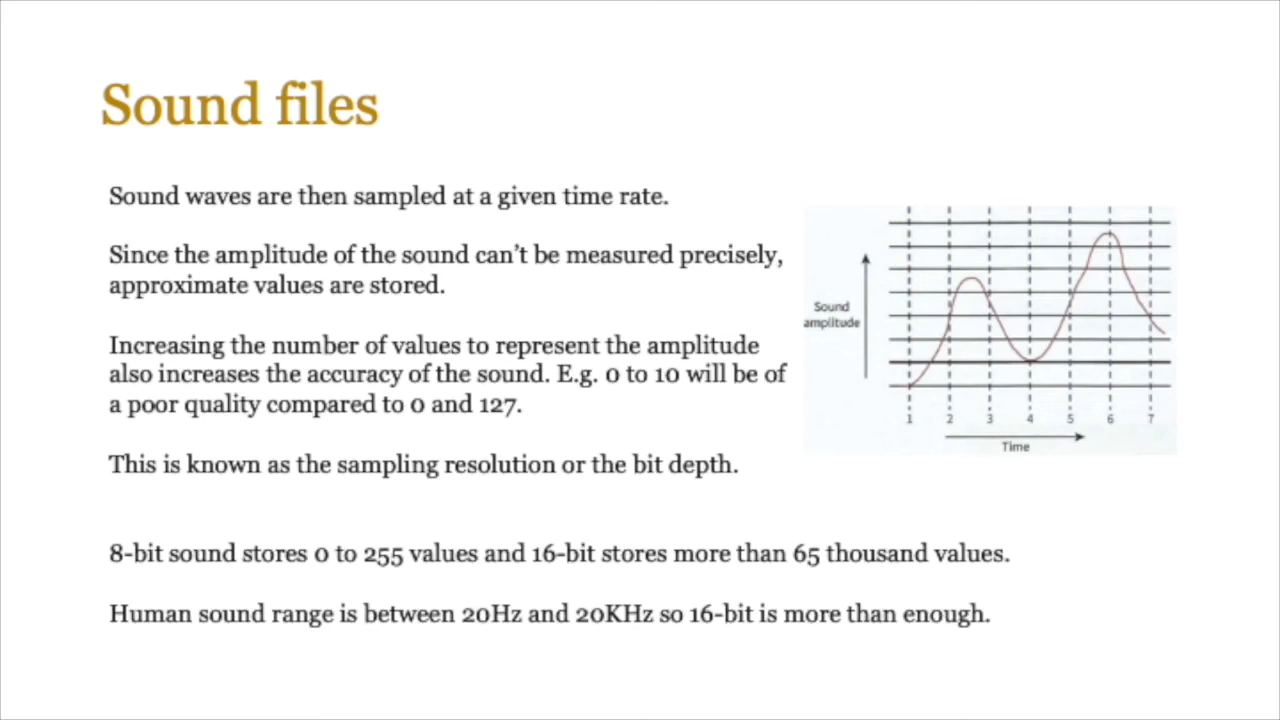 Sound files
Sound waves are then sampled at a given time rate.
Since the amplitude of the sound can't be measured precisely,
approximate values are stored.
Increasing the number of values to represent the amplitude
also increases the accuracy of the sound. E.g. 0 to 10 will be of
a poor quality compared to 0 and 127.
This is known as the sampling resolution or the bit depth.
Sound
amplitude
1 2 3 4 5 6 7
Time
8-bit sound stores 0 to 255 values and 16-bit stores more than 65 thousand values.
Human sound range is between 20Hz and 20KHz so 16-bit is more than enough.